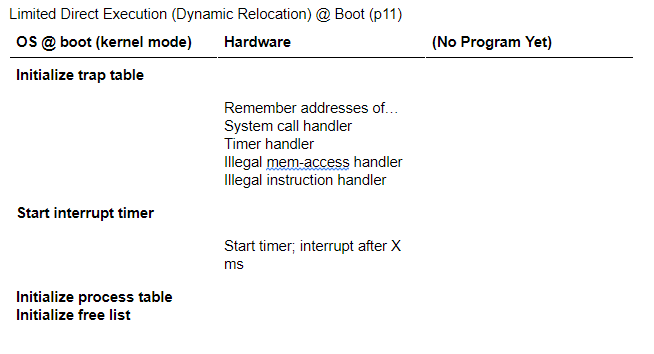 Limited Direct Execution (Dynamic Relocation) @ Boot (p11)
OS @ boot (kernel mode) Hardware (No Program Yet)
Initialize trap table
Remember addresses of…
System call handler
Timer handler
Illegal mem-access handler
Illegal instruction handler
Start interrupt timer
Start timer; interrupt after X
ms
Initialize process table
Initialize free list